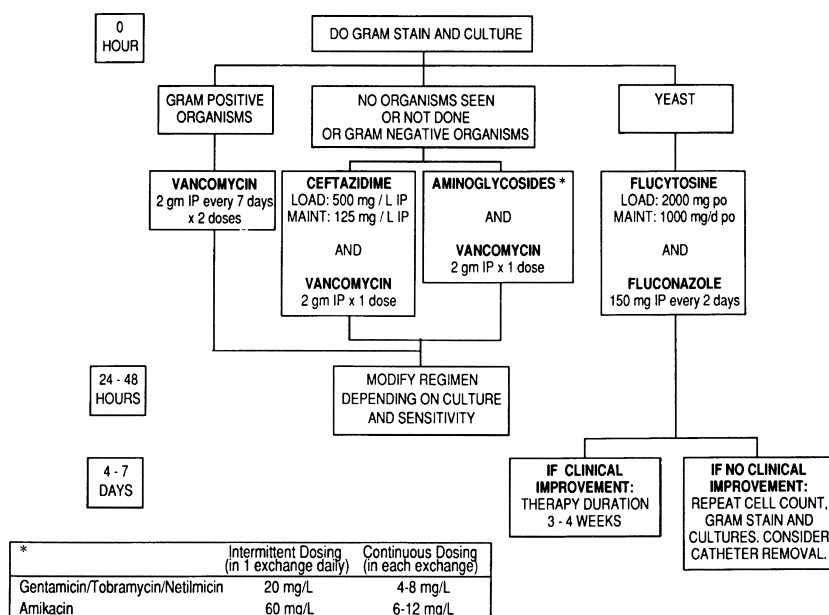 0
HOUR
DO GRAM STAIN AND CULTURE
GRAM POSITIVE
ORGANISMS
NO ORGANISMS SEEN
OR NOT DONE
OR GRAM NEGATIVE ORGANISMS
YEAST
VANCOMYCIN
2 gm IP every 7 days
x 2 doses
CEFTAZIDIME
LOAD: 500 mg / L IP
MAINT: 125 mg / L IP
AND
VANCOMYCIN
2 gm IP x 1 dose
AMINOGLYCOSIDES *
AND
VANCOMYCIN
2 gm IP x 1 dose
FLUCYTOSINE
LOAD: 2000 mg po
MAINT: 1000 mg/d po
AND
FLUCONAZOLE
150 mg IP every 2 days
24 - 48
HOURS
MODIFY REGIMEN
DEPENDING ON CULTURE
AND SENSITIVITY
4 - 7
DAYS
IF CLINICAL
IMPROVEMENT:
THERAPY DURATION
3 - 4 WEEKS
IF NO CLINICAL
IMPROVEMENT:
REPEAT CELL COUNT,
GRAM STAIN AND
CULTURES. CONSIDER
CATHETER REMOVAL.
* Intermittent Dosing Continuous Dosing
(in 1 exchange daily) (in each exchange)
Gentamicin/Tobramycin/Netilmicin 20 mg/L 4-8 mg/L
Amikacin 60 mg/L 6-12 mg/L